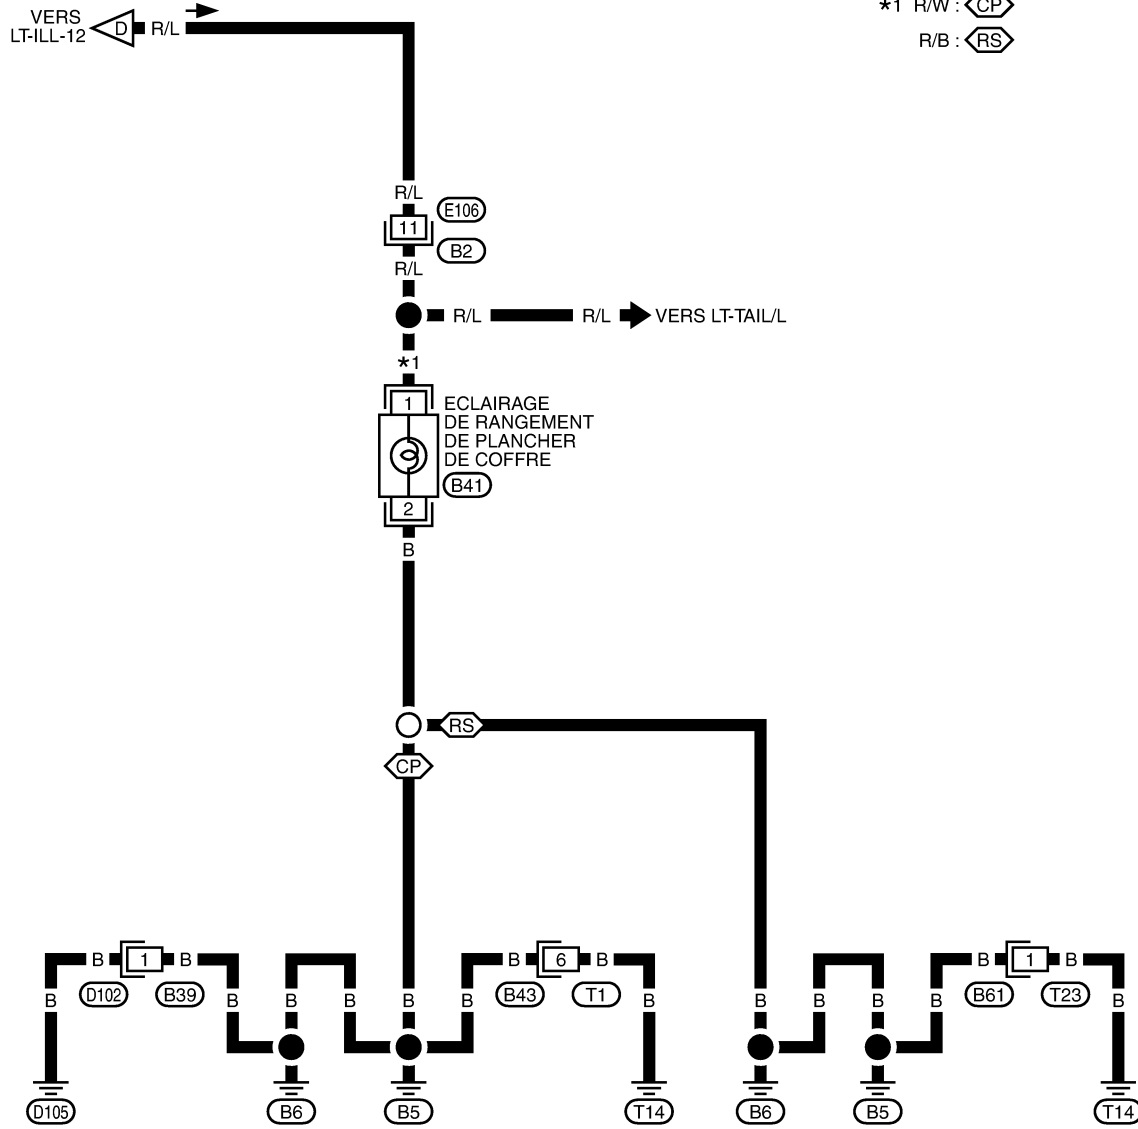 VERS
LT-ILL-12
D
R/L
*1 R/W : CP
R/B : RS
R/L
E106
11
B2
R/L
R/L
R/L
VERS LT-TAIL/L
*1
1
ECLAIRAGE
DE RANGEMENT
DE PLANCHER
DE COFFRE
B41
2
B
RS
CP
B 1 B
B 6 B
B 1 B
D102 B39
B43 T1
B61 T23
B B B B B B B B B B B B
D105 B6 B5 T14 B6 B5 T14